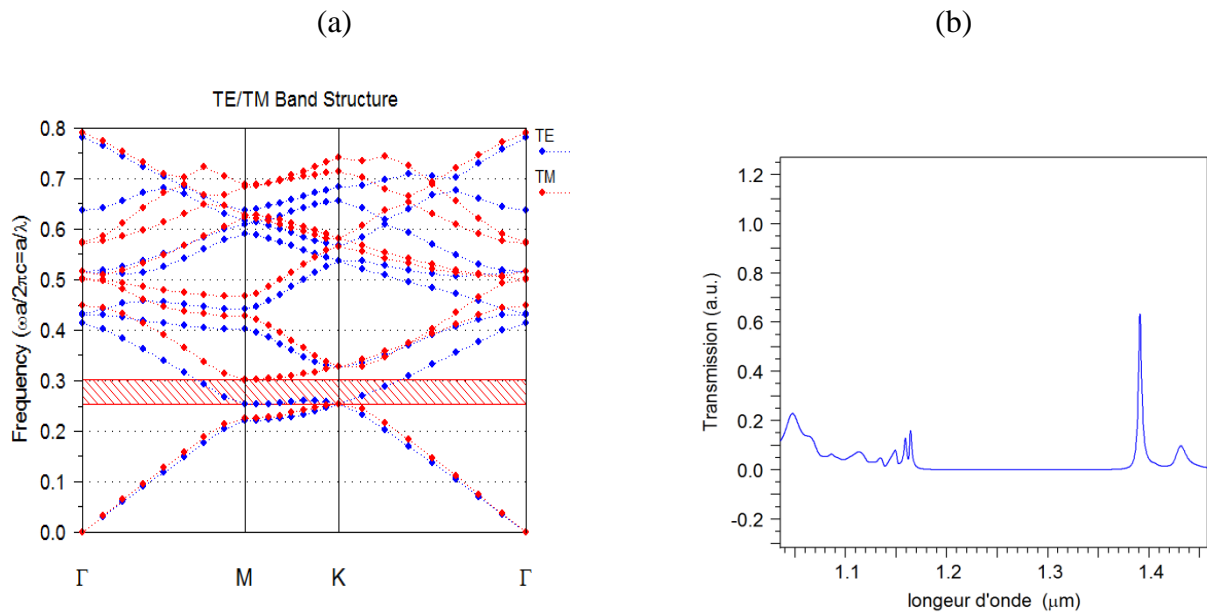 (a)
(b)
TE/TM Band Structure
TE
TM
Frequency (ωa/2πc=a/λ)
0.8
0.7
0.6
0.5
0.4
0.3
0.2
0.1
0.0
Γ M K Γ
Transmission (a.u.)
1.2
1.0
0.8
0.6
0.4
0.2
0.0
-0.2
1.1 1.2 1.3 1.4
longeur d'onde (μm)